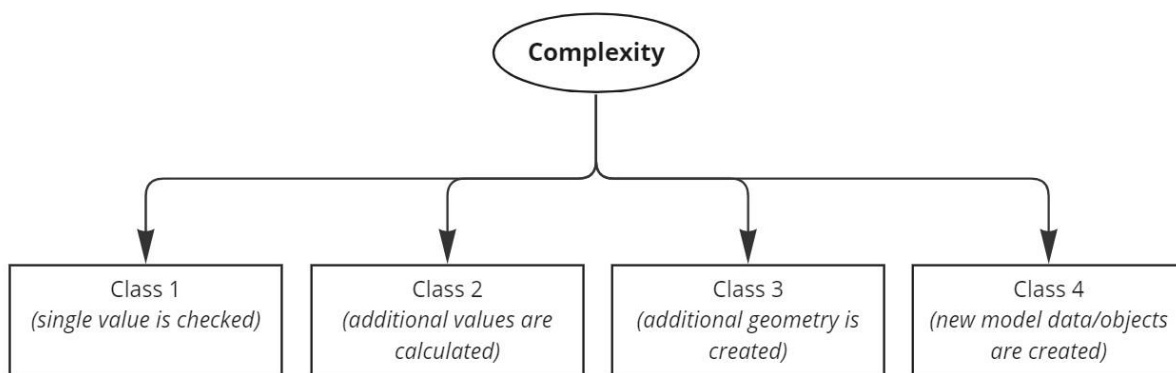 Complexity
Class 1
(single value is checked)
Class 2
(additional values are
calculated)
Class 3
(additional geometry is
created)
Class 4
(new model data/objects
are created)